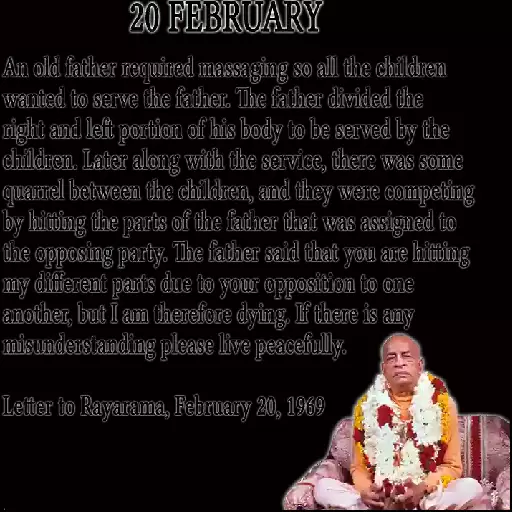 20 FEBRUARY
An old father required massaging so all the children
wanted to serve the father. The father divided the
right and left portion of his body to be served by the
children. Later along with the service, there was some
quarrel between the children, and they were competing
by hitting the parts of the father that was assigned to
the opposing party. The father said that you are hitting
my different parts due to your opposition to one
another, but I am therefore dying, If there is any
misunderstanding please live peacefully.
Letter to Rayarama, February 20, 1969